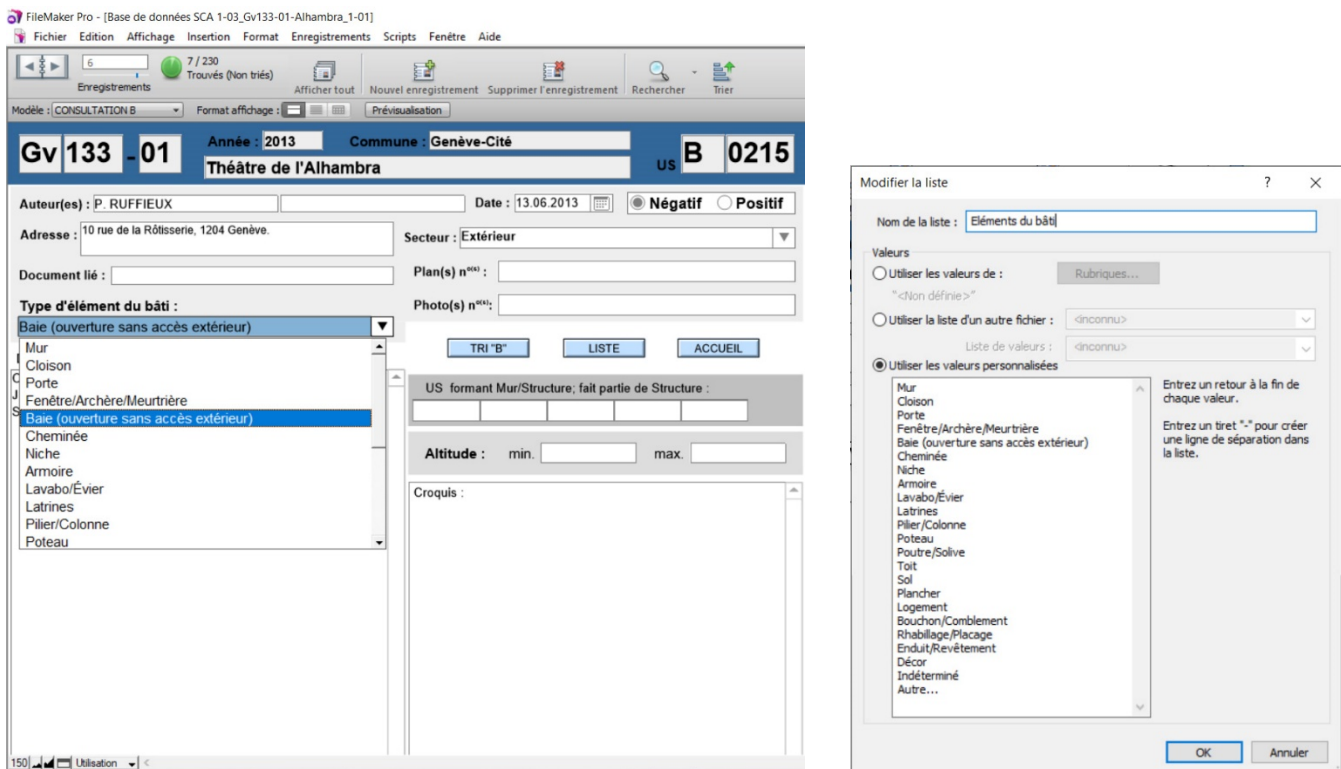 FileMaker Pro - [Base de données SCA 1-03_Gv133-01-Alhambra_1-01]
Fichier Edition Affichage Insertion Format Enregistrements Scripts Fenêtre Aide
6
7 / 230
Trouvés (Non triés)
Enregistrements
Afficher tout Nouvel enregistrement Supprimer l'enregistrement Rechercher Trier
Modèle : CONSULTATION B Format affichage : Prévisualisation
Gv 133 - 01 Année : 2013 Commune : Genève-Cité
Théâtre de l'Alhambra US B 0215
Auteur(es) : P. RUFFIEUX Date : 13.06.2013 Négatif Positif
Adresse : 10 rue de la Rôtisserie, 1204 Genève. Secteur : Extérieur
Document lié : Plan(s) nº⁽ˢ⁾ :
Type d'élément du bâti : Photo(s) nº⁽ˢ⁾:
Baie (ouverture sans accès extérieur)
TRI "B" LISTE ACCUEIL
Mur
Cloison
Porte
Fenêtre/Archère/Meurtrière
Baie (ouverture sans accès extérieur)
Cheminée
Niche
Armoire
Lavabo/Évier
Latrines
Pilier/Colonne
Poteau
US formant Mur/Structure; fait partie de Structure :
Altitude : min. max.
Croquis :
150 Utilisation
Modifier la liste ?
Nom de la liste : Eléments du bâti
Valeurs
Utiliser les valeurs de : Rubriques...
"<Non définie>"
Utiliser la liste d'un autre fichier : <inconnu>
Liste de valeurs : <inconnu>
Utiliser les valeurs personnalisées
Mur
Cloison
Porte
Fenêtre/Archère/Meurtrière
Baie (ouverture sans accès extérieur)
Cheminée
Niche
Armoire
Lavabo/Évier
Latrines
Pilier/Colonne
Poteau
Poutre/Solive
Toit
Sol
Plancher
Logement
Bouchon/Comblement
Rhabillage/Placage
Enduit/Revêtement
Décor
Indéterminé
Autre...
Entrez un retour à la fin de
chaque valeur.
Entrez un tiret "-" pour créer
une ligne de séparation dans
la liste.
OK Annuler